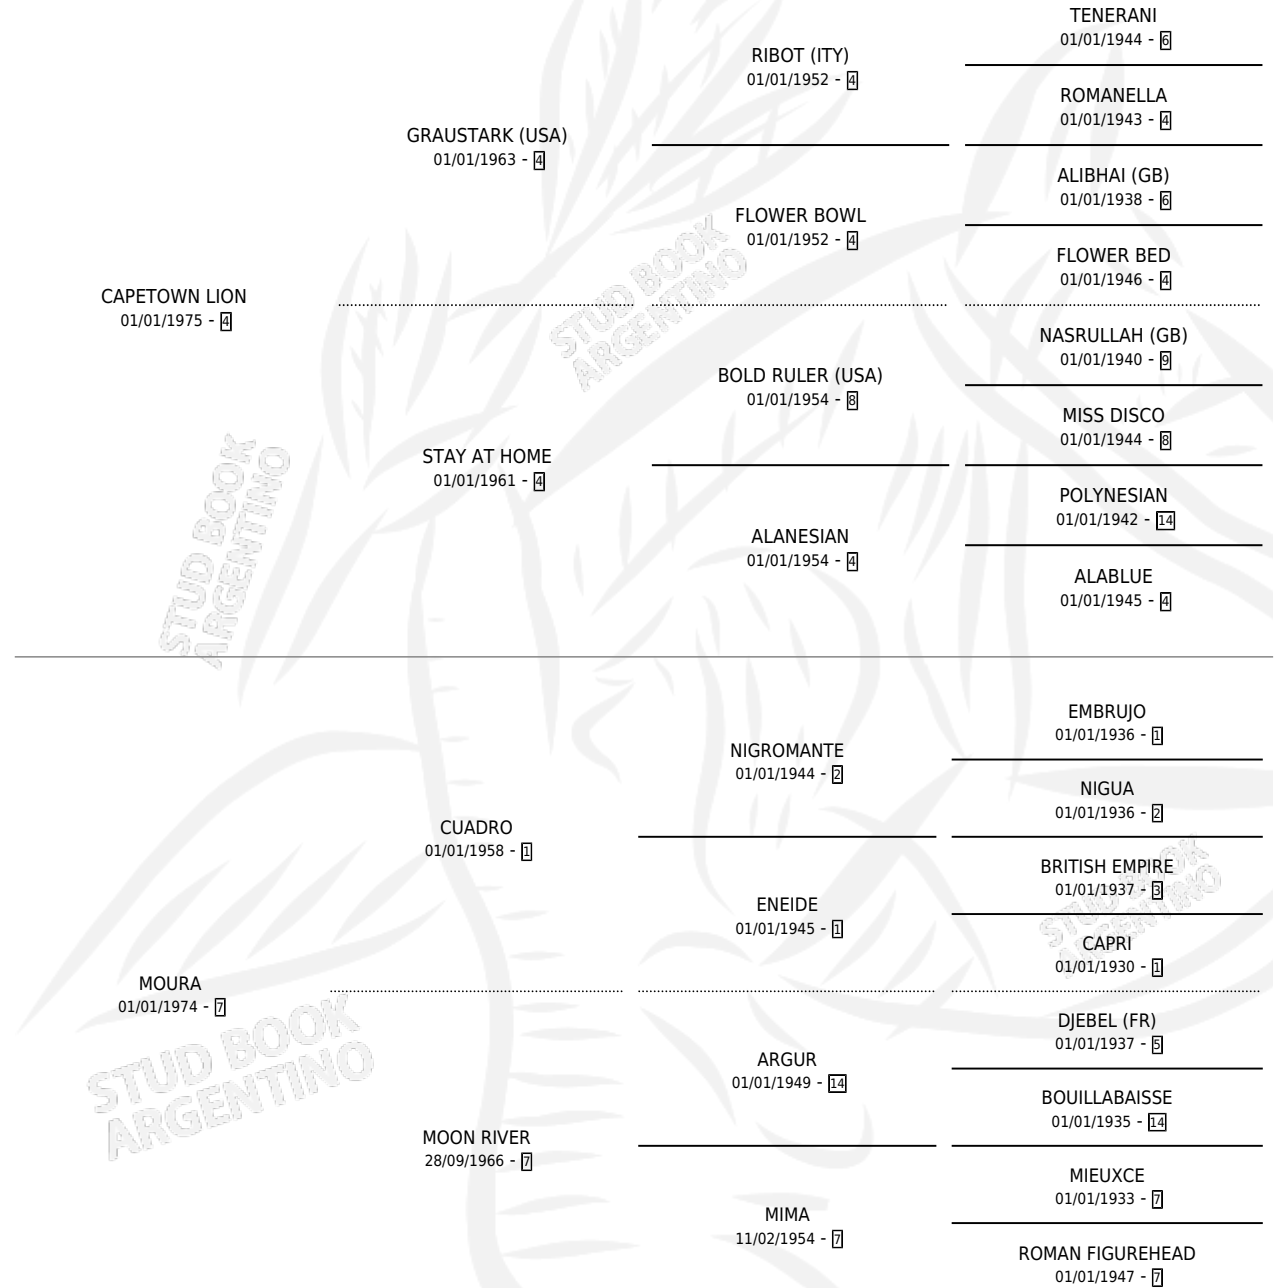 TENERANI
01/01/1944 - 6
RIBOT (ITY)
01/01/1952 - 4
ROMANELLA
01/01/1943 - 4
GRAUSTARK (USA)
01/01/1963 - 4
ALIBHAI (GB)
01/01/1938 - 6
FLOWER BOWL
01/01/1952 - 4
FLOWER BED
01/01/1946 - 4
CAPETOWN LION
01/01/1975 - 4
NASRULLAH (GB)
01/01/1940 - 9
BOLD RULER (USA)
01/01/1954 - 8
MISS DISCO
01/01/1944 - 8
STAY AT HOME
01/01/1961 - 4
POLYNESIAN
01/01/1942 - 14
ALANESIAN
01/01/1954 - 4
ALABLUE
01/01/1945 - 4
STUD BOOK
ARGENTINO
STUD BOOK
ARGENTINO
EMBRUJO
01/01/1936 - 1
NIGROMANTE
01/01/1944 - 2
NIGUA
01/01/1936 - 2
CUADRO
01/01/1958 - 1
BRITISH EMPIRE
01/01/1937 - 3
ENEIDE
01/01/1945 - 1
CAPRI
01/01/1930 - 1
MOURA
01/01/1974 - 7
DJEBEL (FR)
01/01/1937 - 5
ARGUR
01/01/1949 - 14
BOUILLABAISSE
01/01/1935 - 14
MOON RIVER
28/09/1966 - 7
MIEUXCE
01/01/1933 - 7
MIMA
11/02/1954 - 7
ROMAN FIGUREHEAD
01/01/1947 - 7
STUD BOOK
ARGENTINO
STUD BOOK
ARGENTINO